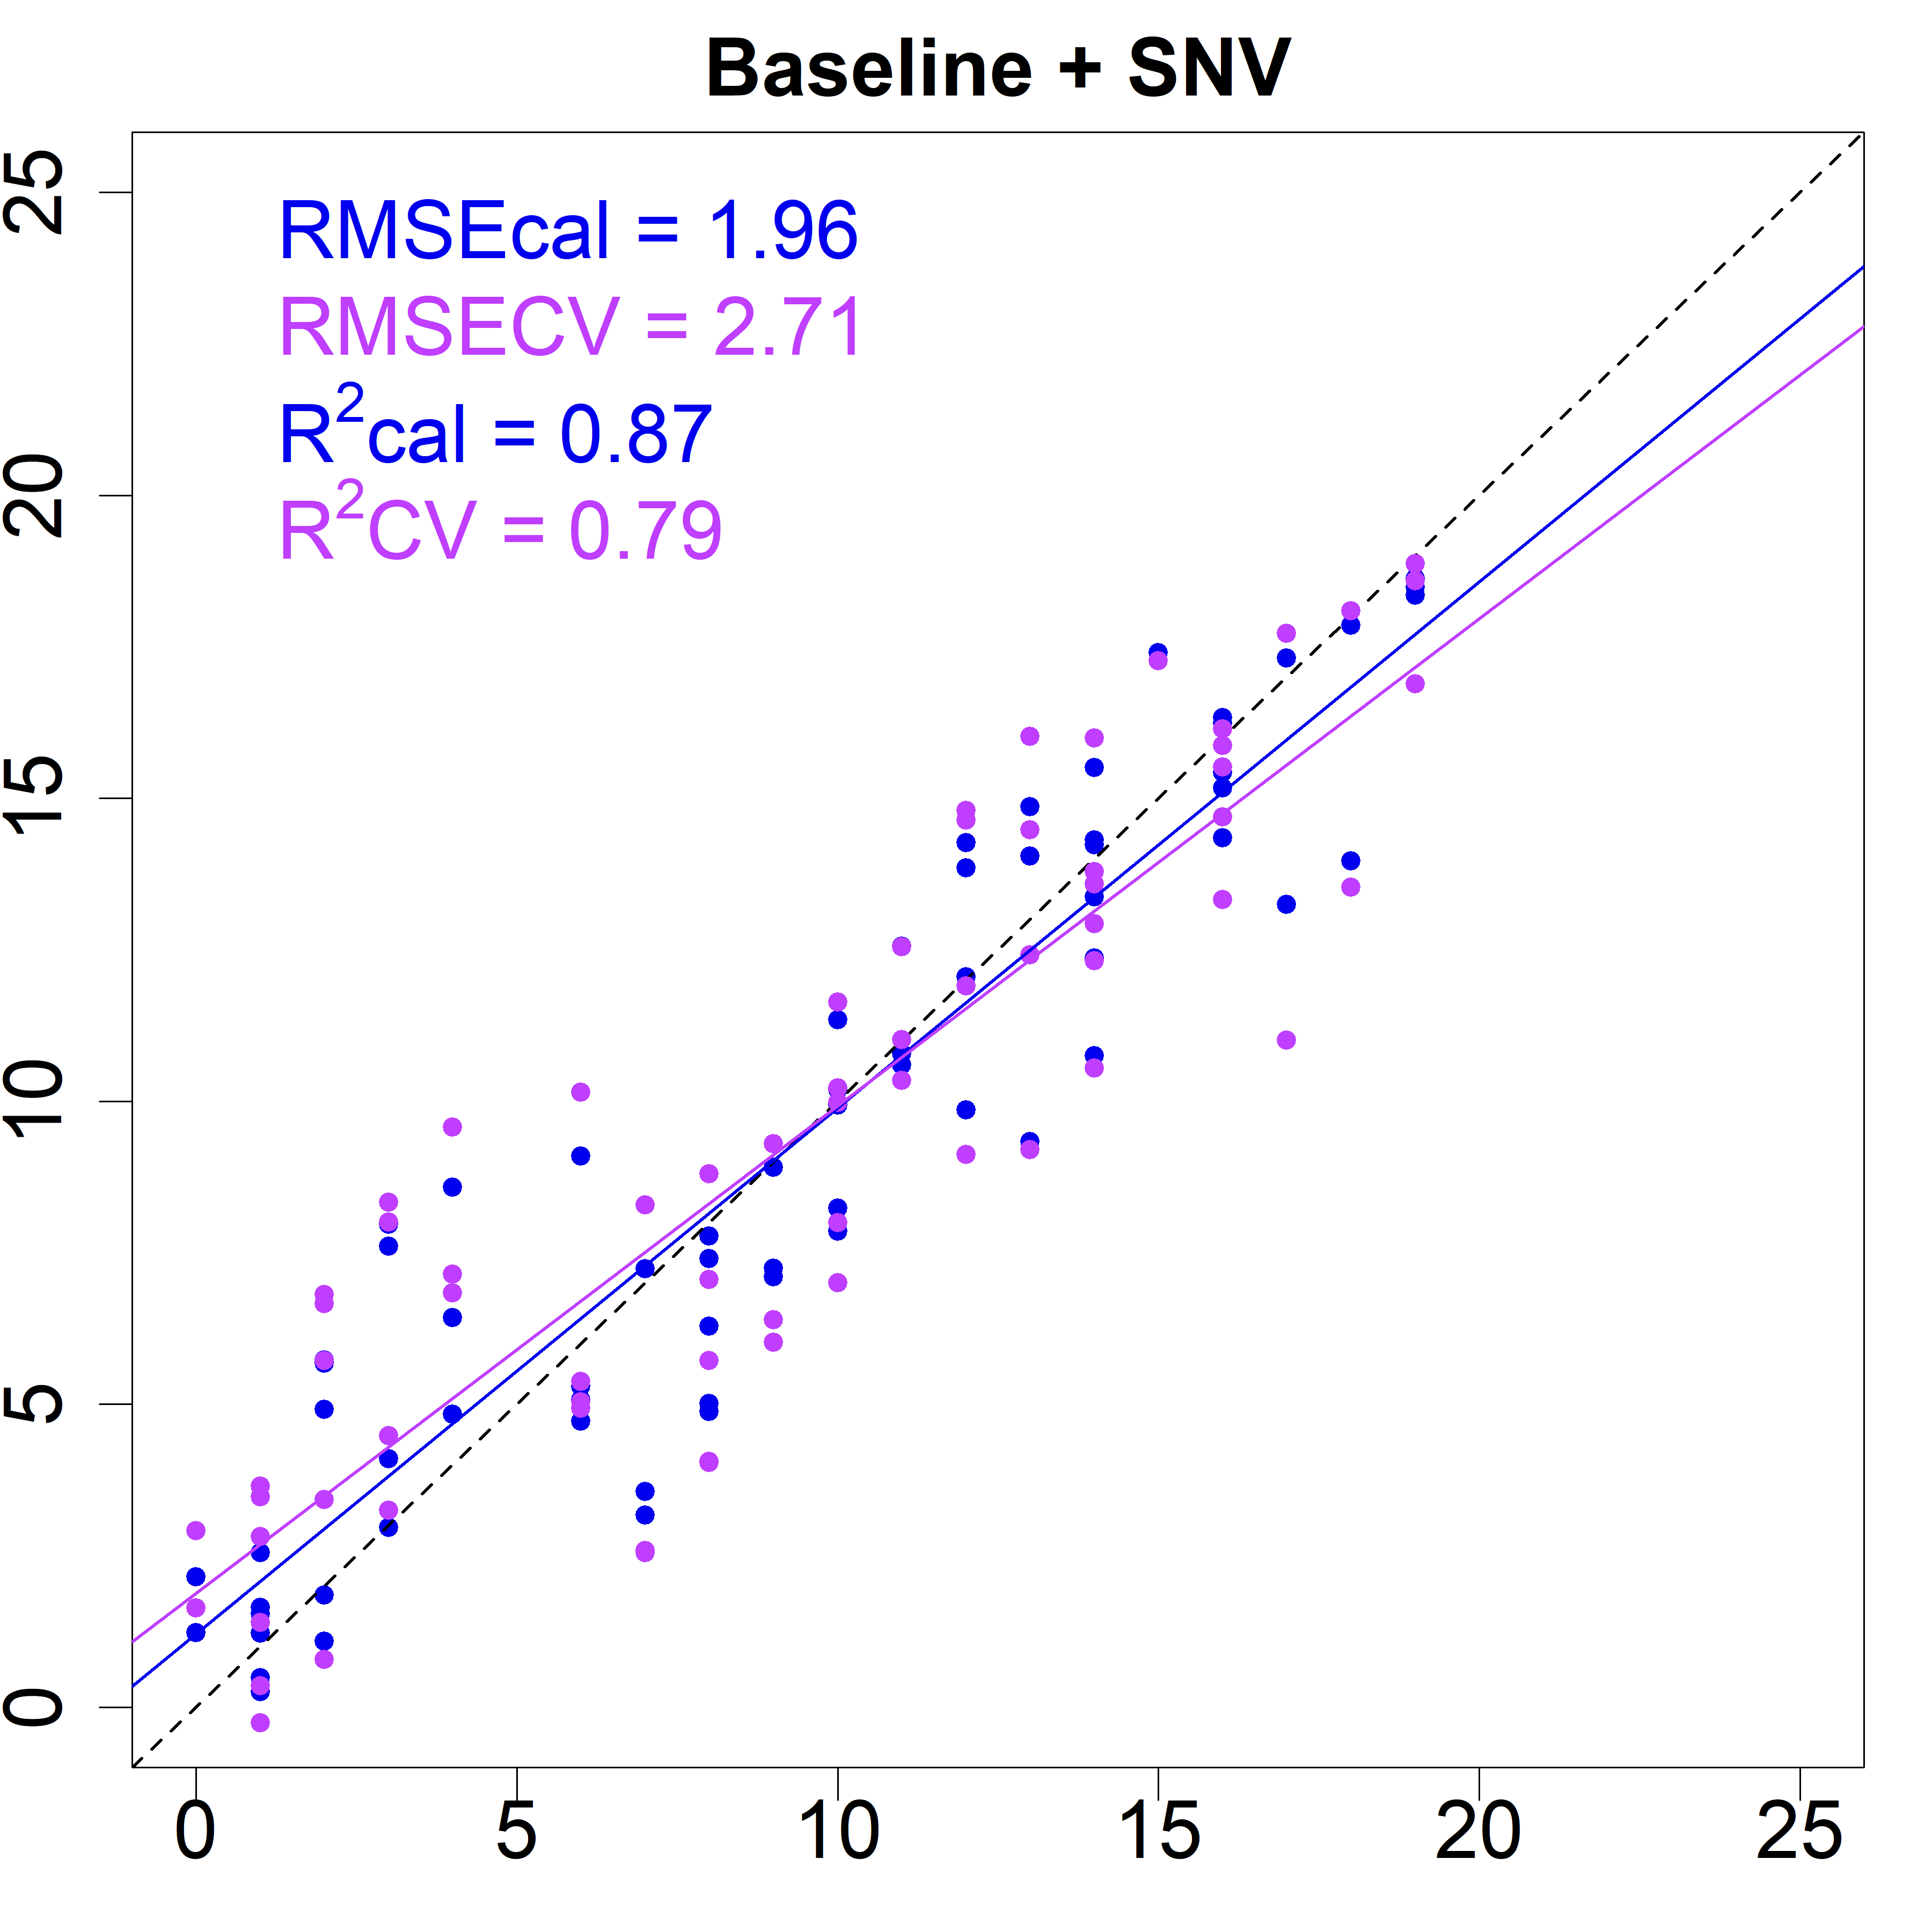 Baseline + SNV
RMSEcal = 1.96
RMSECV = 2.71
R²cal = 0.87
R²CV = 0.79
25
20
15
10
5
0
0 5 10 15 20 25